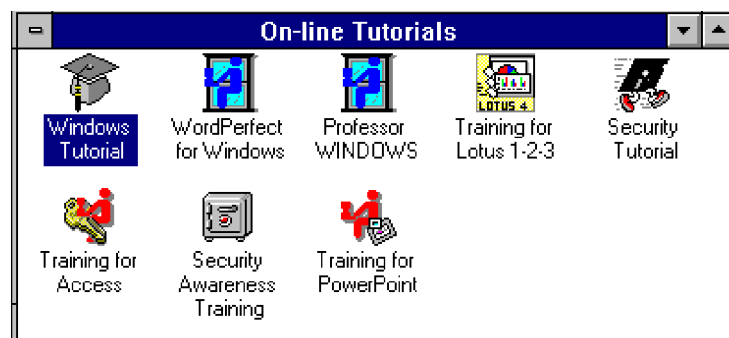 On-line Tutorials
LOTUS 4
Windows
Tutorial
WordPerfect
for Windows
Professor
WINDOWS
Training for
Lotus 1-2-3
Security
Tutorial
Training for
Access
Security
Awareness
Training
Training for
PowerPoint